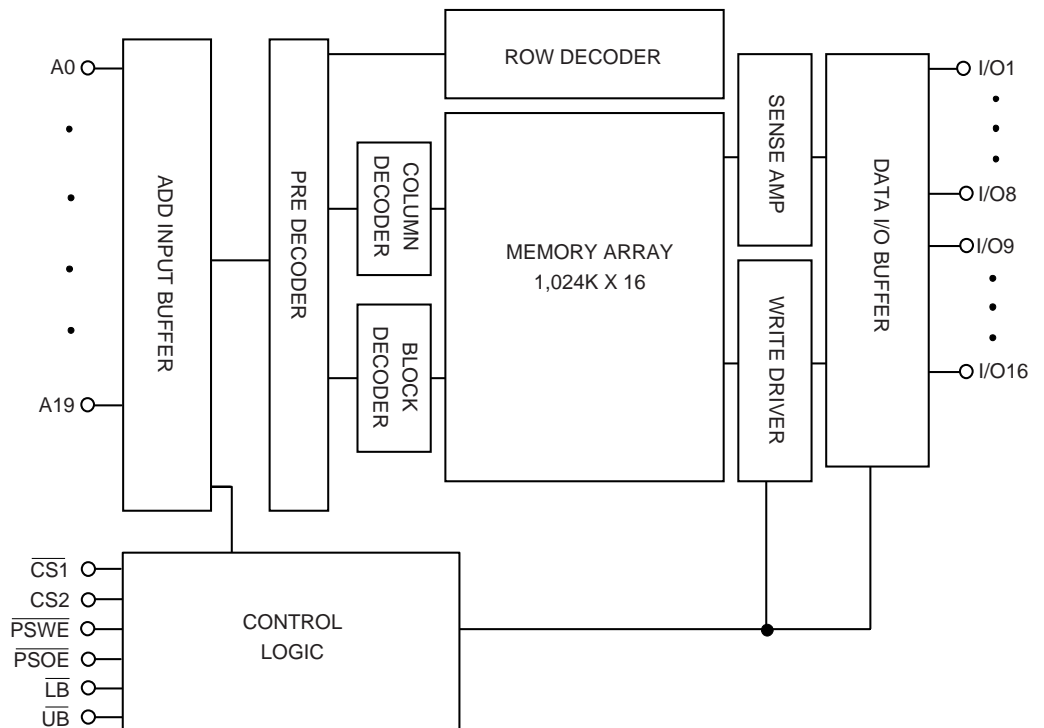 A0
A19
ADD INPUT BUFFER
PRE DECODER
COLUMN
DECODER
BLOCK
DECODER
ROW DECODER
MEMORY ARRAY
1,024K X 16
SENSE AMP
WRITE DRIVER
DATA I/O BUFFER
I/O1
I/O8
I/O9
I/O16
CS1
CS2
PSWE
PSOE
LB
UB
CONTROL
LOGIC